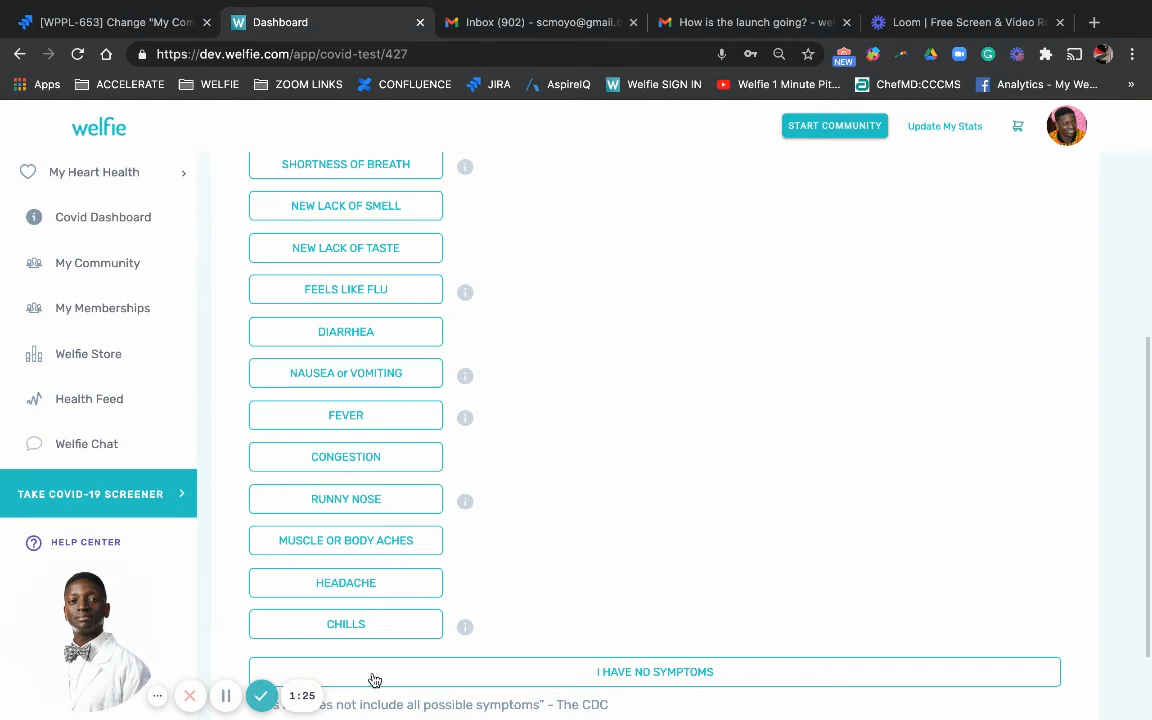 [WPPL-653] Change "My Com
Dashboard
Inbox (902) - scmoyo@gmail.c
How is the launch going? - wel
Loom | Free Screen & Video Re
https://dev.welfie.com/app/covid-test/427
NEW
Apps
ACCELERATE
WELFIE
ZOOM LINKS
CONFLUENCE
JIRA
AspireIQ
Welfie SIGN IN
Welfie 1 Minute Pit...
ChefMD:CCCMS
Analytics - My We...
»
welfie
START COMMUNITY
Update My Stats
My Heart Health
Covid Dashboard
My Community
My Memberships
Welfie Store
Health Feed
Welfie Chat
TAKE COVID-19 SCREENER
HELP CENTER
SHORTNESS OF BREATH
NEW LACK OF SMELL
NEW LACK OF TASTE
FEELS LIKE FLU
DIARRHEA
NAUSEA or VOMITING
FEVER
CONGESTION
RUNNY NOSE
MUSCLE OR BODY ACHES
HEADACHE
CHILLS
I HAVE NO SYMPTOMS
1:25
es not include all possible symptoms” - The CDC